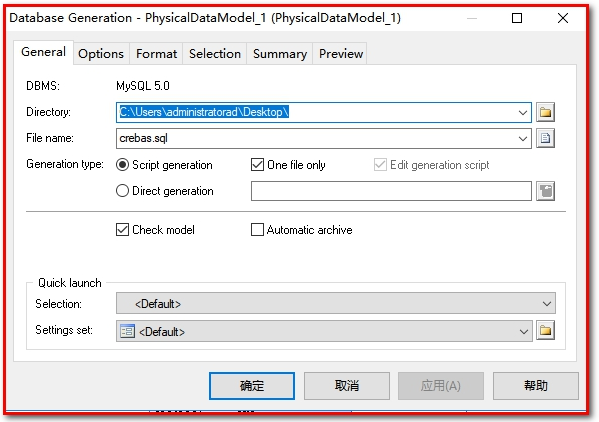 Database Generation - PhysicalDataModel_1 (PhysicalDataModel_1)
General Options Format Selection Summary Preview
DBMS: MySQL 5.0
Directory: C:\Users\administratorad\Desktop\
File name: crebas.sql
Generation type: Script generation One file only Edit generation script
Direct generation
Check model Automatic archive
Quick launch
Selection: <Default>
Settings set: <Default>
确定 取消 应用(A) 帮助